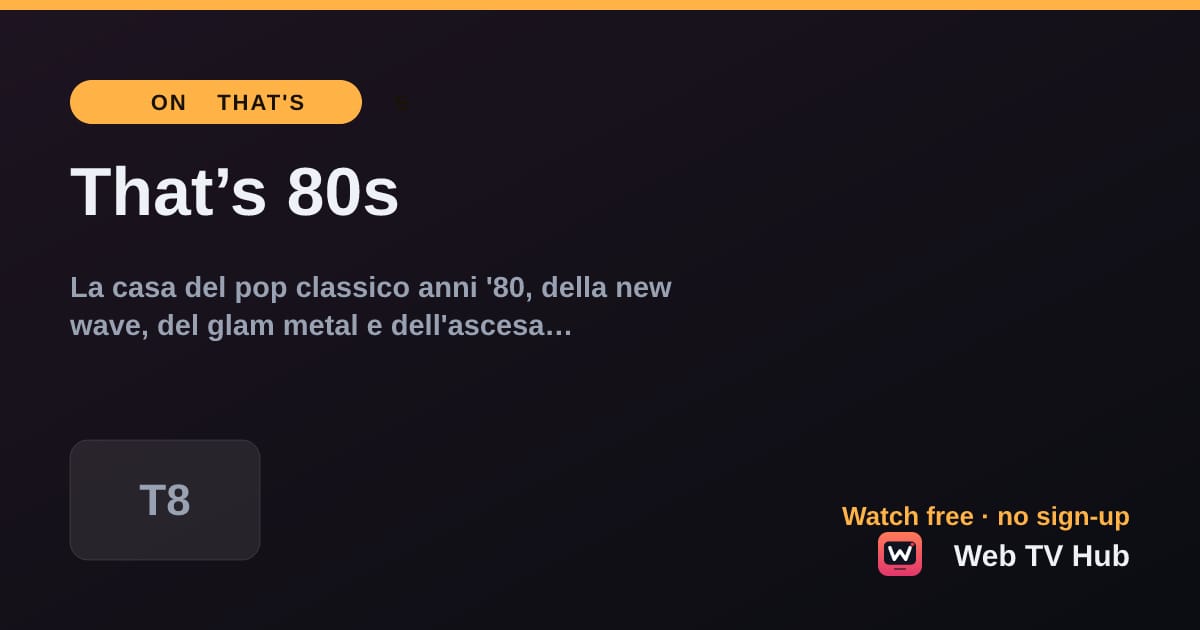 ON THAT'S
That’s 80s
La casa del pop classico anni '80, della new
wave, del glam metal e dell'ascesa…
T8
Watch free · no sign-up
W
Web TV Hub